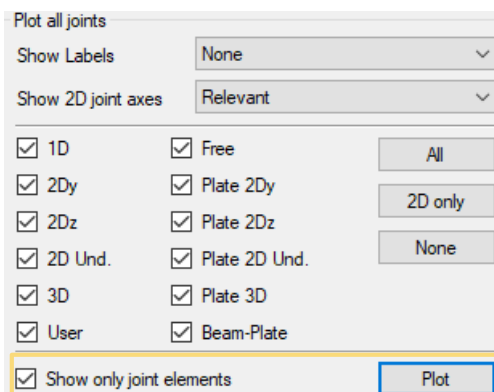 Plot all joints
Show Labels None
Show 2D joint axes Relevant
1D Free All
2Dy Plate 2Dy 2D only
2Dz Plate 2Dz
2D Und. Plate 2D Und. None
3D Plate 3D
User Beam-Plate
Show only joint elements Plot